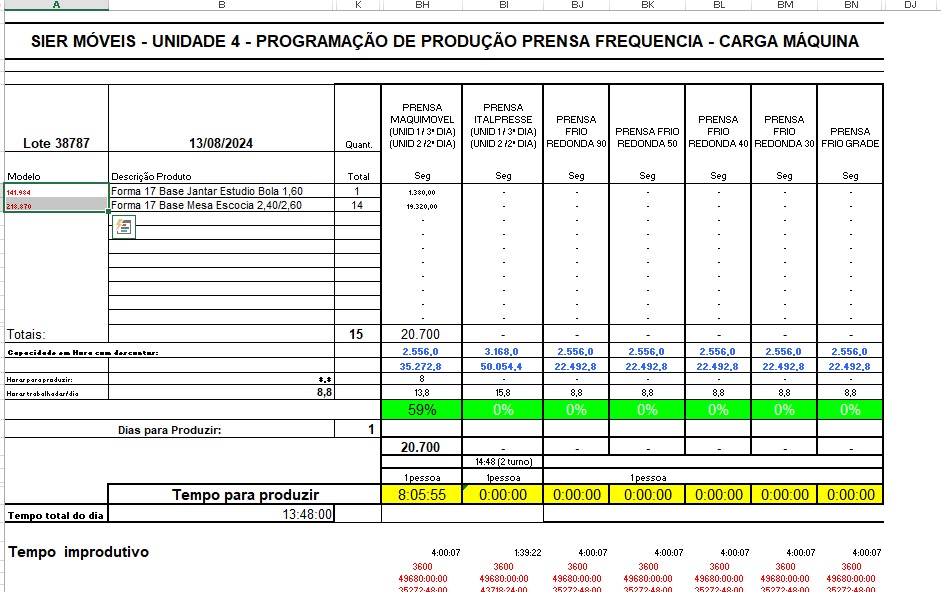 A B K BH BI BJ BK BL BM BN DJ
SIER MÓVEIS - UNIDADE 4 - PROGRAMAÇÃO DE PRODUÇÃO PRENSA FREQUENCIA - CARGA MÁQUINA
Lote 38787 13/08/2024 Quant. PRENSA MAQUIMOVEL (UNID 1 / 3ª DIA) (UNID 2 /2ª DIA) PRENSA ITALPRESSE (UNID 1 / 3ª DIA) (UNID 2 /2ª DIA) PRENSA FRIO REDONDA 90 PRENSA FRIO REDONDA 50 PRENSA FRIO REDONDA 40 PRENSA FRIO REDONDA 30 PRENSA FRIO GRADE
Modelo Descrição Produto Total Seg Seg Seg Seg Seg Seg Seg
141.984 Forma 17 Base Jantar Estudio Bola 1,60 1 1.380,00 - - - - - -
218.870 Forma 17 Base Mesa Escocia 2,40/2,60 14 19.320,00 - - - - - -
- - - - - - -
- - - - - - -
- - - - - - -
- - - - - - -
- - - - - - -
- - - - - - -
- - - - - - -
- - - - - - -
Totais: 15 20.700 - - - - - -
Capacidade em Hora com descontar: 2.556,0 3.168,0 2.556,0 2.556,0 2.556,0 2.556,0 2.556,0
35.272,8 50.054,4 22.492,8 22.492,8 22.492,8 22.492,8 22.492,8
Horas para produzir: 8 - - - - - -
Horas trabalhadas/dia 8,8 13,8 15,8 8,8 8,8 8,8 8,8 8,8
59% 0% 0% 0% 0% 0% 0%
Dias para Produzir: 1
20.700 - - - - - -
14:48 (2 turno)
1pessoa 1pessoa 1pessoa
Tempo para produzir 8:05:55 0:00:00 0:00:00 0:00:00 0:00:00 0:00:00 0:00:00
Tempo total do dia 13:48:00
Tempo improdutivo 4:00:07 1:39:22 4:00:07 4:00:07 4:00:07 4:00:07 4:00:07
3600 3600 3600 3600 3600 3600 3600
49680:00:00 49680:00:00 49680:00:00 49680:00:00 49680:00:00 49680:00:00 49680:00:00
35272:48:00 43718:24:00 35272:48:00 35272:48:00 35272:48:00 35272:48:00 35272:48:00